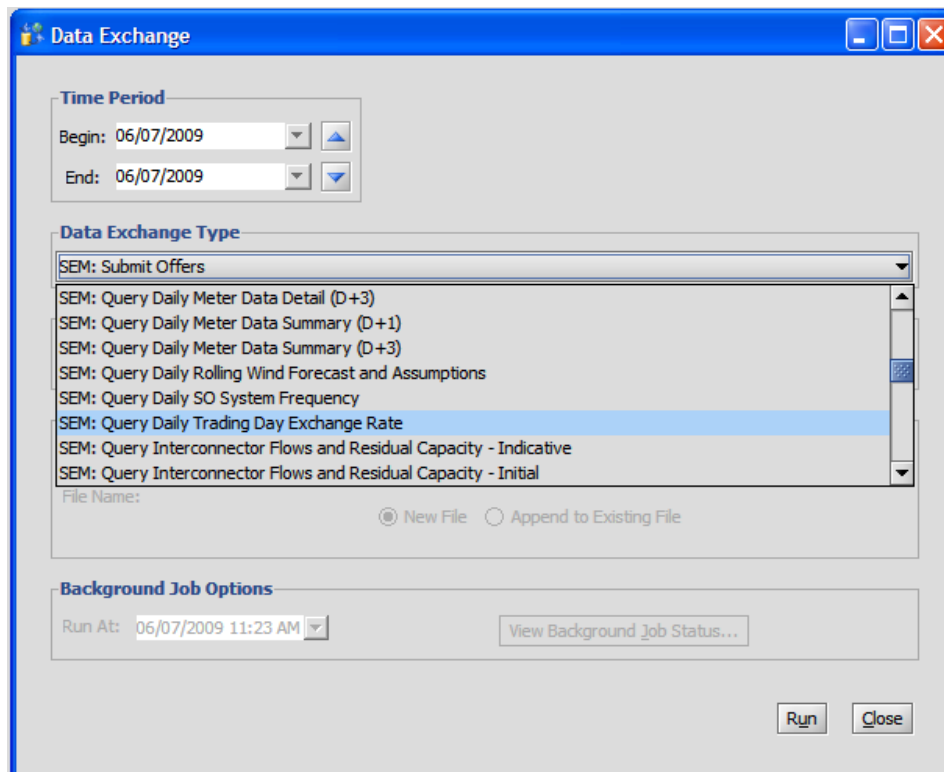 Data Exchange
Time Period
Begin: 06/07/2009
End: 06/07/2009
Data Exchange Type
SEM: Submit Offers
SEM: Query Daily Meter Data Detail (D+3)
SEM: Query Daily Meter Data Summary (D+1)
SEM: Query Daily Meter Data Summary (D+3)
SEM: Query Daily Rolling Wind Forecast and Assumptions
SEM: Query Daily SO System Frequency
SEM: Query Daily Trading Day Exchange Rate
SEM: Query Interconnector Flows and Residual Capacity - Indicative
SEM: Query Interconnector Flows and Residual Capacity - Initial
File Name:
New File Append to Existing File
Background Job Options
Run At: 06/07/2009 11:23 AM View Background Job Status...
Run Close